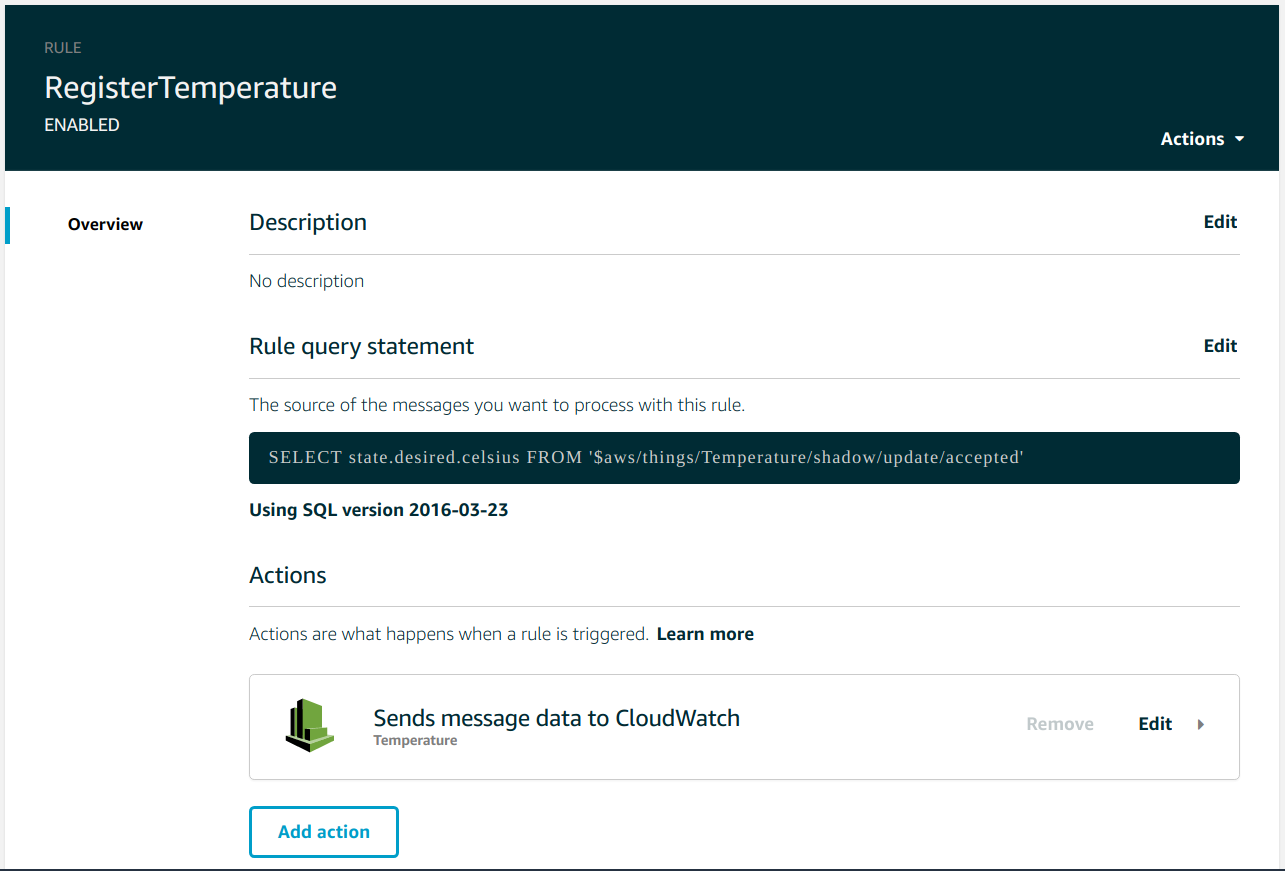 RULE
RegisterTemperature
ENABLED
Actions
Overview
Description
Edit
No description
Rule query statement
Edit
The source of the messages you want to process with this rule.
SELECT state.desired.celsius FROM '$aws/things/Temperature/shadow/update/accepted'
Using SQL version 2016-03-23
Actions
Actions are what happens when a rule is triggered. Learn more
Sends message data to CloudWatch
Temperature
Remove
Edit
Add action